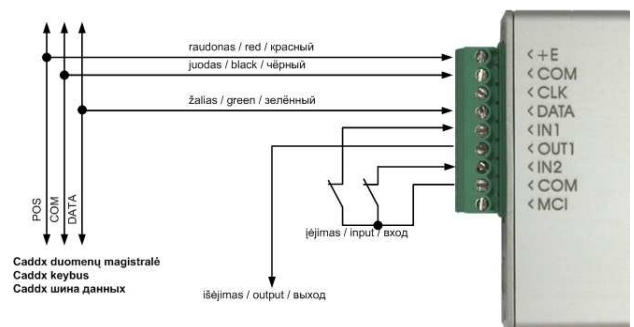 raudonas / red / красный
juodas / black / чёрный
žalias / green / зелённый
< +E
< COM
< CLK
< DATA
< IN1
< OUT1
< IN2
< COM
< MCI
POS
COM
DATA
įėjimas / input / вход
Caddx duomenų magistralė
Caddx keybus
Caddx шина данных
išėjimas / output / выход